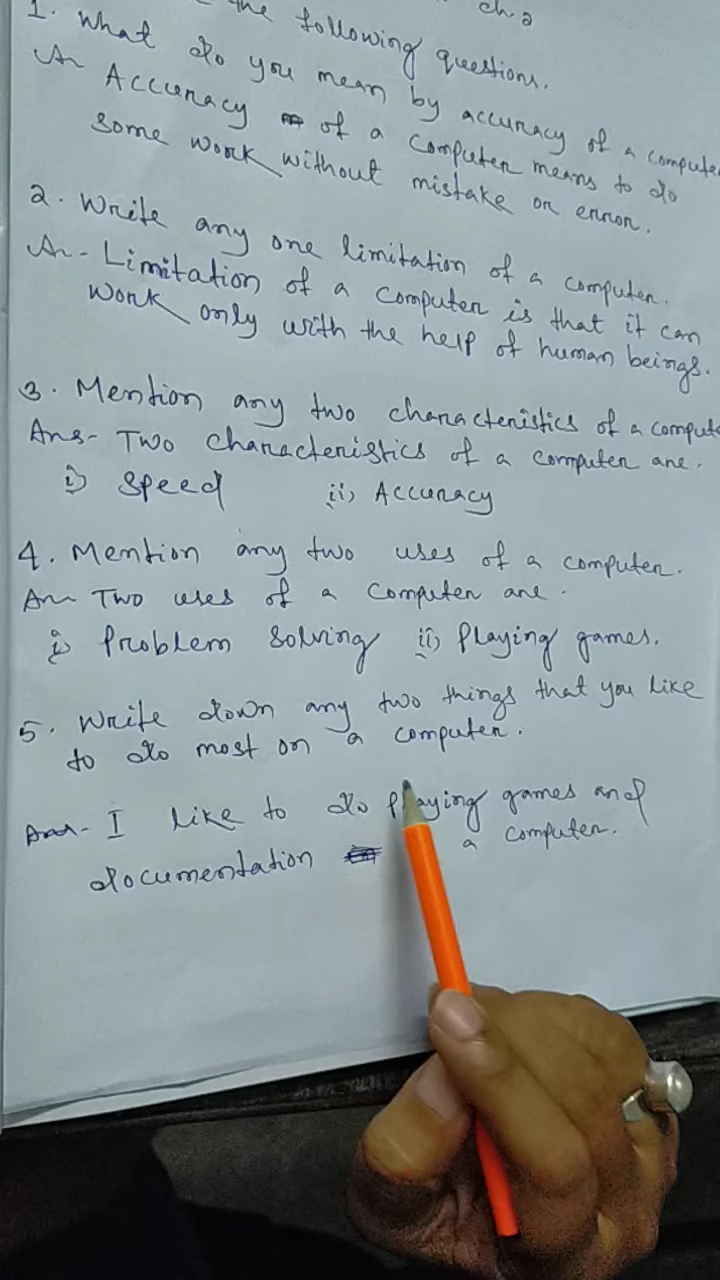 ch.2
the following questions.
1. What do you mean by accuracy of a compute
An Accuracy of a computer means to do
some work without mistake or error.
2. Write any one limitation of a computer.
An - Limitation of a computer is that it can
work only with the help of human beings.
3. Mention any two characteristics of a comput
Ans - Two characteristics of a computer are.
i) Speed ii) Accuracy
4. Mention any two uses of a computer.
An Two uses of a computer are.
i) Problem Solving ii) Playing games.
5. Write down any two things that you like
to do most on a computer.
Ans - I like to do playing games and
documentation a computer.